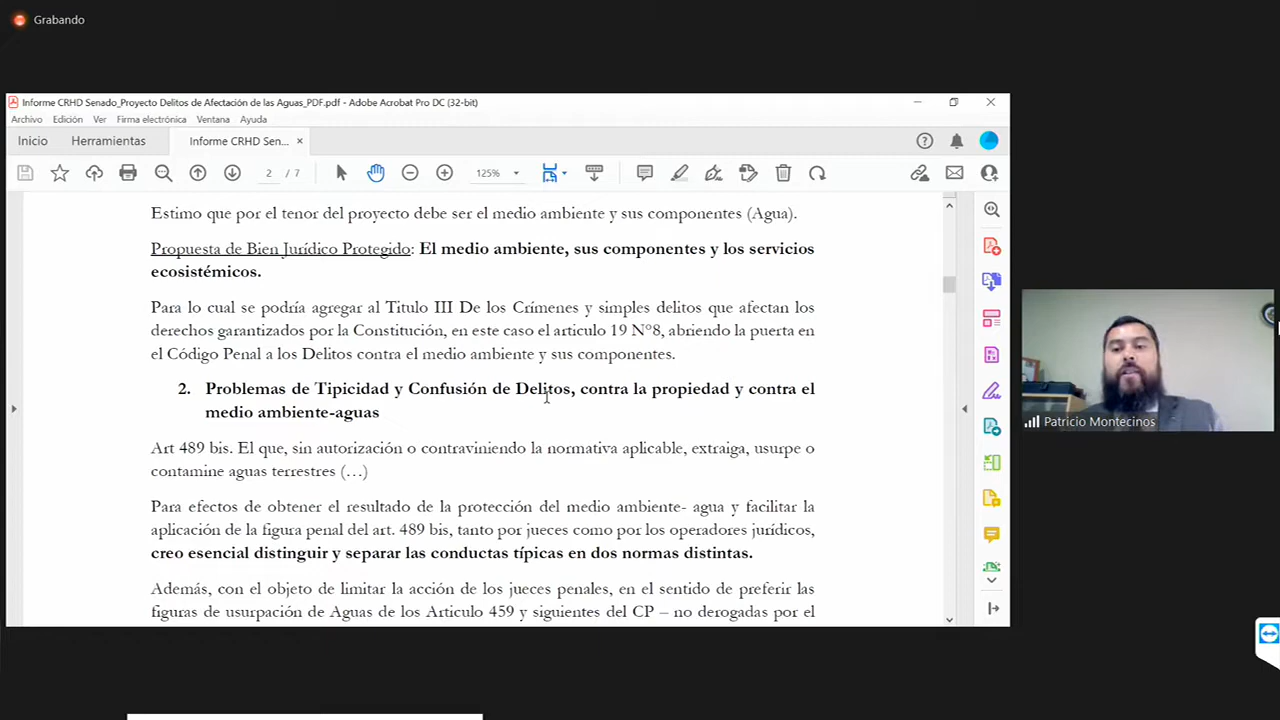 Grabando
Informe CRHD Senado_Proyecto Delitos de Afectación de las Aguas_PDF.pdf - Adobe Acrobat Pro DC (32-bit)
Archivo Edición Ver Firma electrónica Ventana Ayuda
Inicio Herramientas Informe CRHD Sen... ×
2 / 7 125%
Estimo que por el tenor del proyecto debe ser el medio ambiente y sus componentes (Agua).
Propuesta de Bien Jurídico Protegido: El medio ambiente, sus componentes y los servicios
ecosistémicos.
Para lo cual se podría agregar al Titulo III De los Crímenes y simples delitos que afectan los
derechos garantizados por la Constitución, en este caso el articulo 19 N°8, abriendo la puerta en
el Código Penal a los Delitos contra el medio ambiente y sus componentes.
2. Problemas de Tipicidad y Confusión de Delitos, contra la propiedad y contra el
medio ambiente-aguas
Art 489 bis. El que, sin autorización o contraviniendo la normativa aplicable, extraiga, usurpe o
contamine aguas terrestres (…)
Para efectos de obtener el resultado de la protección del medio ambiente- agua y facilitar la
aplicación de la figura penal del art. 489 bis, tanto por jueces como por los operadores jurídicos,
creo esencial distinguir y separar las conductas típicas en dos normas distintas.
Además, con el objeto de limitar la acción de los jueces penales, en el sentido de preferir las
figuras de usurpación de Aguas de los Articulo 459 y siguientes del CP – no derogadas por el
Patricio Montecinos